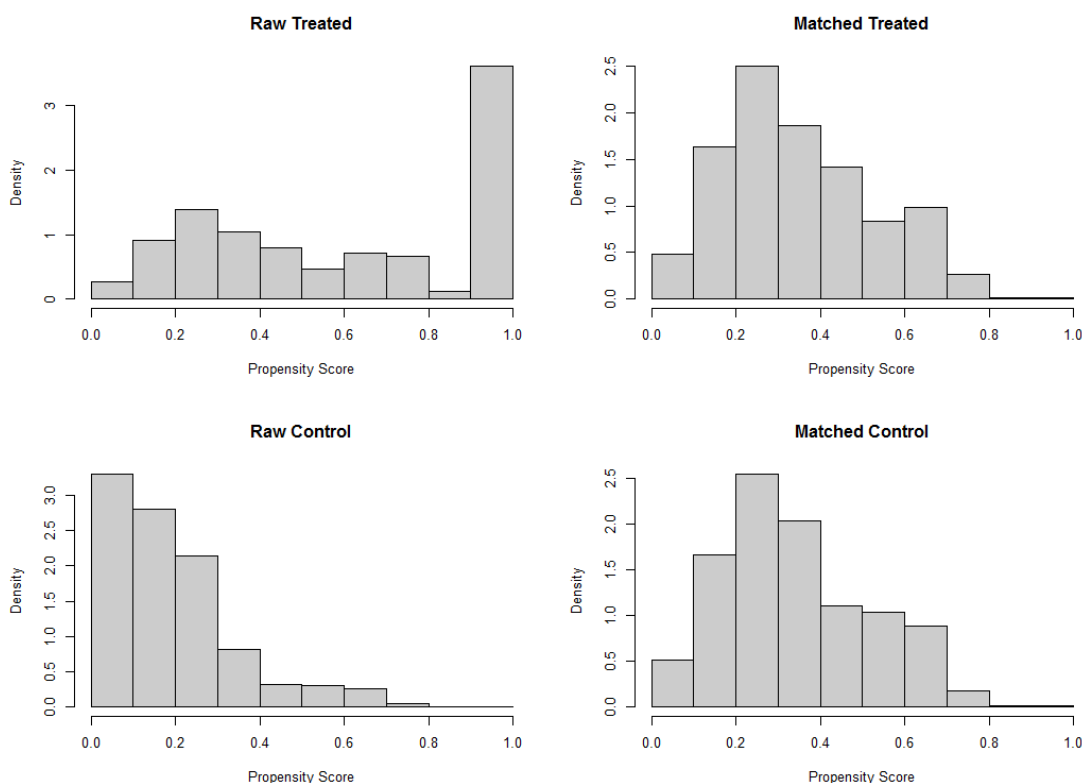 Raw Treated
Density
0 1 2 3
0.0 0.2 0.4 0.6 0.8 1.0
Propensity Score
Matched Treated
Density
0.0 0.5 1.0 1.5 2.0 2.5
0.0 0.2 0.4 0.6 0.8 1.0
Propensity Score
Raw Control
Density
0.0 0.5 1.0 1.5 2.0 2.5 3.0
0.0 0.2 0.4 0.6 0.8 1.0
Propensity Score
Matched Control
Density
0.0 0.5 1.0 1.5 2.0 2.5
0.0 0.2 0.4 0.6 0.8 1.0
Propensity Score